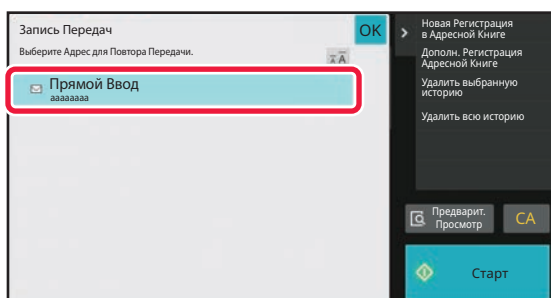 Запись Передач
OK
Выберите Адрес для Повтора Передачи.
Прямой Ввод
aaaaaaaa
Новая Регистрация
в Адресной Книге
Дополн. Регистрация
Адресной Книге
Удалить выбранную
историю
Удалить всю историю
Предварит.
Просмотр
CA
Старт